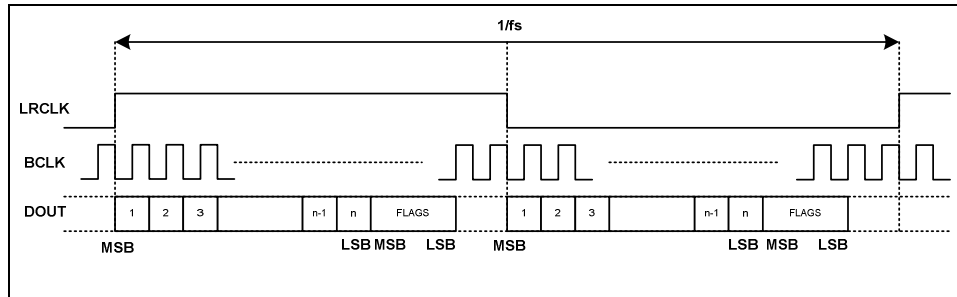 1/fs
LRCLK
BCLK
DOUT
1 2 3 n-1 n FLAGS 1 2 3 n-1 n FLAGS
MSB LSB MSB LSB MSB LSB MSB LSB